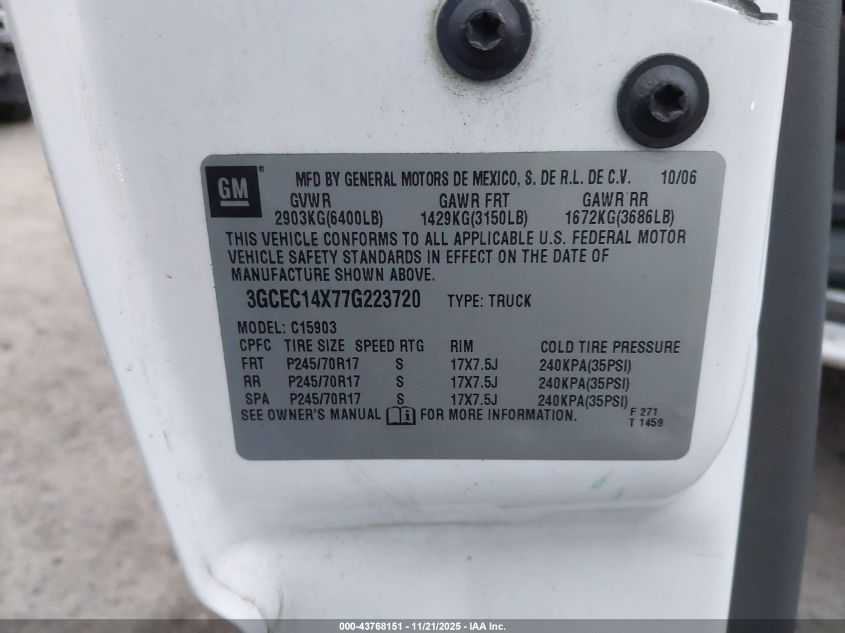 GM ® MFD BY GENERAL MOTORS DE MEXICO, S. DE R.L. DE C.V. 10/06
GVWR GAWR FRT GAWR RR
2903KG(6400LB) 1429KG(3150LB) 1672KG(3686LB)
THIS VEHICLE CONFORMS TO ALL APPLICABLE U.S. FEDERAL MOTOR
VEHICLE SAFETY STANDARDS IN EFFECT ON THE DATE OF
MANUFACTURE SHOWN ABOVE.
3GCEC14X77G223720 TYPE: TRUCK
MODEL: C15903
CPFC TIRE SIZE SPEED RTG RIM COLD TIRE PRESSURE
FRT P245/70R17 S 17X7.5J 240KPA(35PSI)
RR P245/70R17 S 17X7.5J 240KPA(35PSI)
SPA P245/70R17 S 17X7.5J 240KPA(35PSI)
SEE OWNER'S MANUAL FOR MORE INFORMATION.
F 271
T 1459
000-43768151 - 11/21/2025 - IAA Inc.